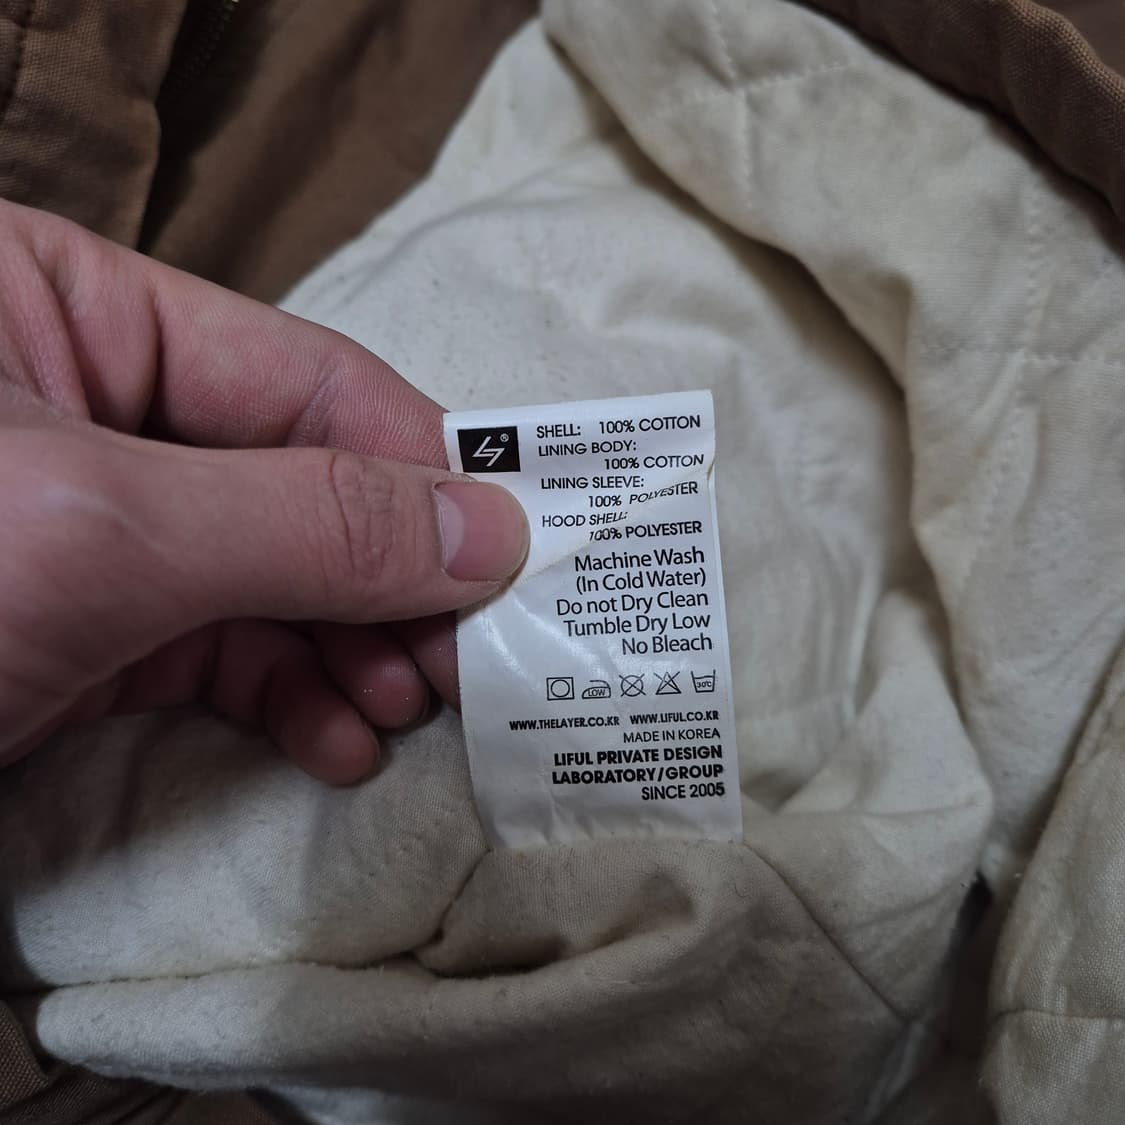 ®
SHELL: 100% COTTON
LINING BODY:
100% COTTON
LINING SLEEVE:
100% POLYESTER
HOOD SHELL:
100% POLYESTER
Machine Wash
(In Cold Water)
Do not Dry Clean
Tumble Dry Low
No Bleach
LOW
30℃
WWW.THELAYER.CO.KR WWW.LIFUL.CO.KR
MADE IN KOREA
LIFUL PRIVATE DESIGN
LABORATORY/GROUP
SINCE 2005